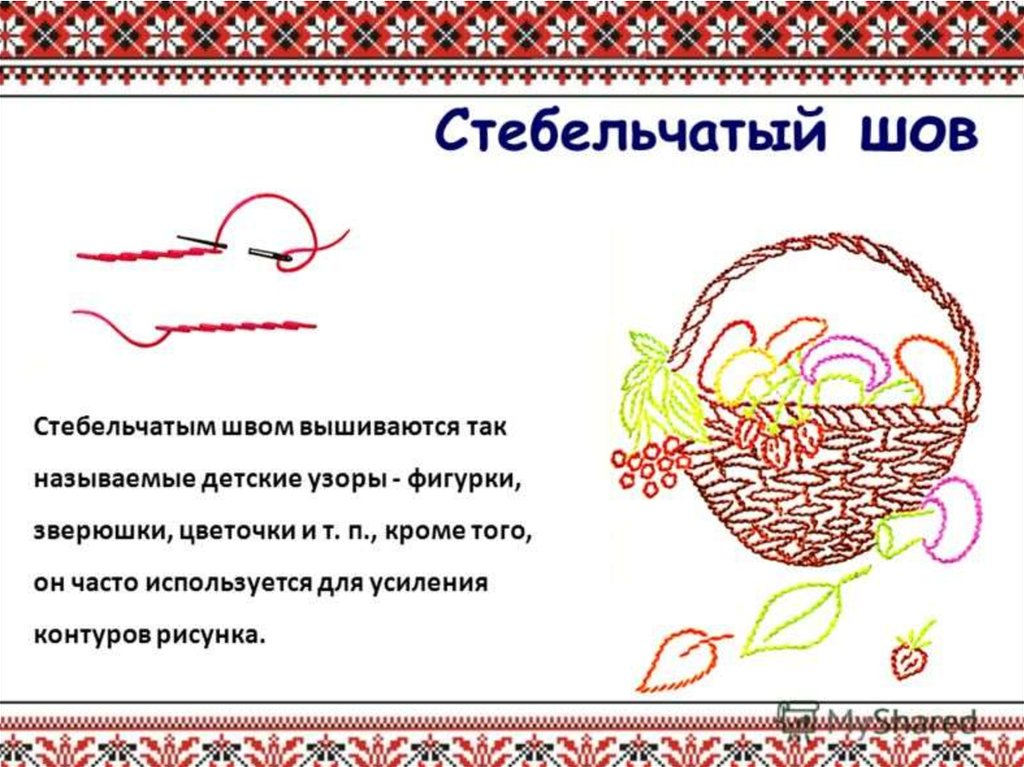 Стебельчатый шов
Стебельчатым швом вышиваются так
называемые детские узоры - фигурки,
зверюшки, цветочки и т. п., кроме того,
он часто используется для усиления
контуров рисунка.
MyShared